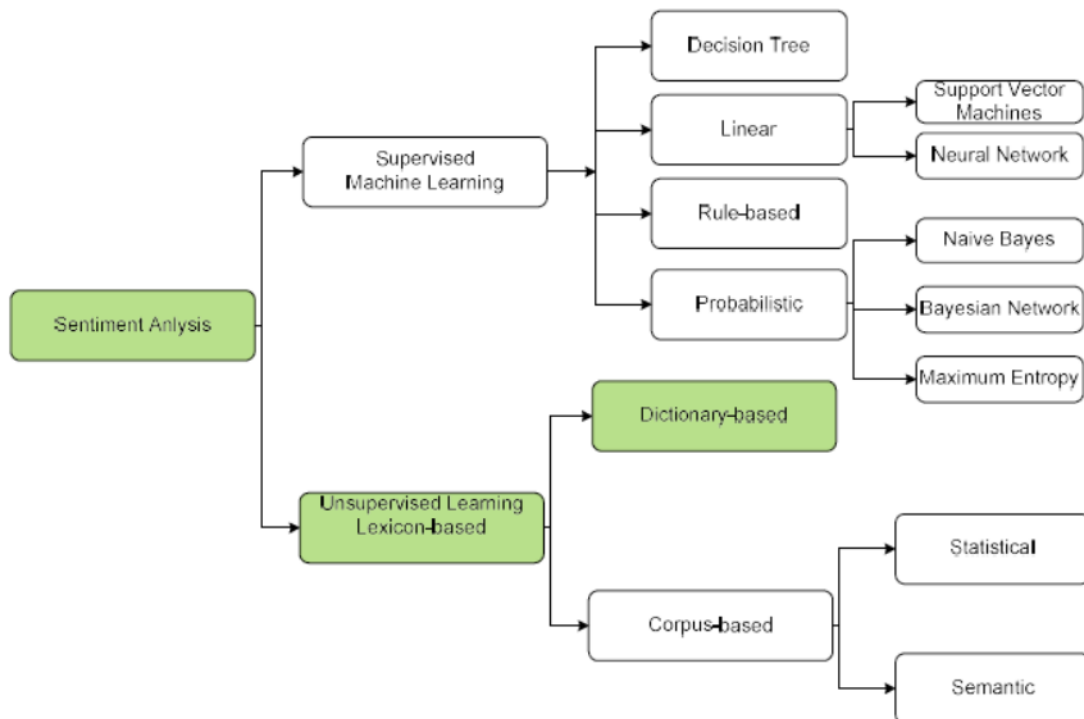 Decision Tree
Support Vector
Machines
Linear
Neural Network
Supervised
Machine Learning
Rule-based
Naive Bayes
Probabilistic
Bayesian Network
Sentiment Anlysis
Maximum Entropy
Dictionary-based
Unsupervised Learning
Lexicon-based
Statistical
Corpus-based
Semantic